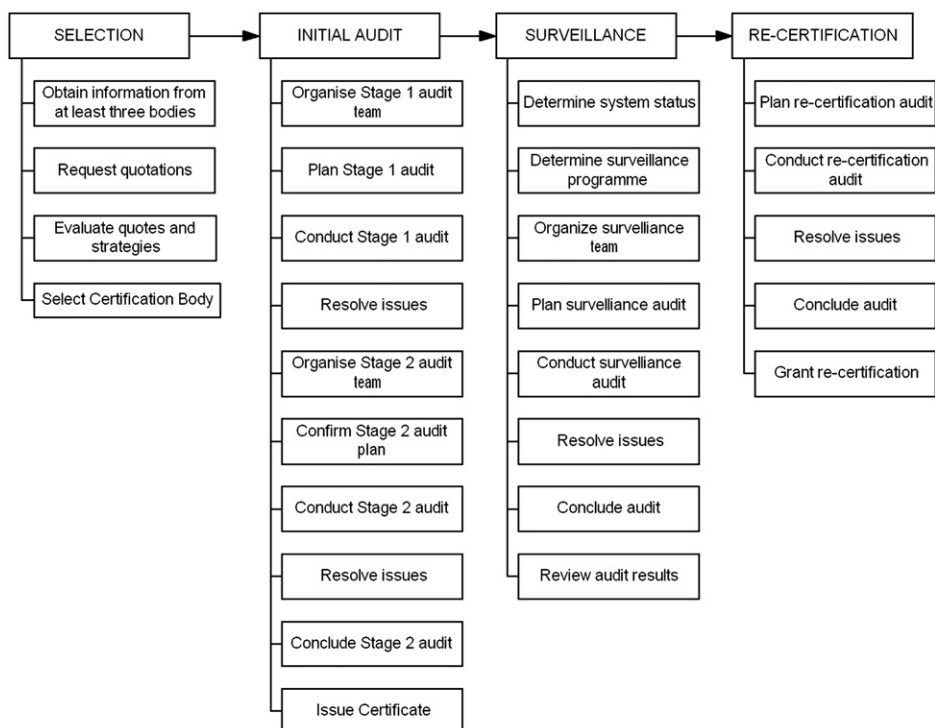 SELECTION
INITIAL AUDIT
SURVEILLANCE
RE-CERTIFICATION
Obtain information from
at least three bodies
Request quotations
Evaluate quotes and
strategies
Select Certification Body
Organise Stage 1 audit
team
Plan Stage 1 audit
Conduct Stage 1 audit
Resolve issues
Organise Stage 2 audit
team
Confirm Stage 2 audit
plan
Conduct Stage 2 audit
Resolve issues
Conclude Stage 2 audit
Issue Certificate
Determine system status
Determine surveillance
programme
Organize survelliance
team
Plan survelliance audit
Conduct survelliance
audit
Resolve issues
Conclude audit
Review audit results
Plan re-certification audit
Conduct re-certification
audit
Resolve issues
Conclude audit
Grant re-certification